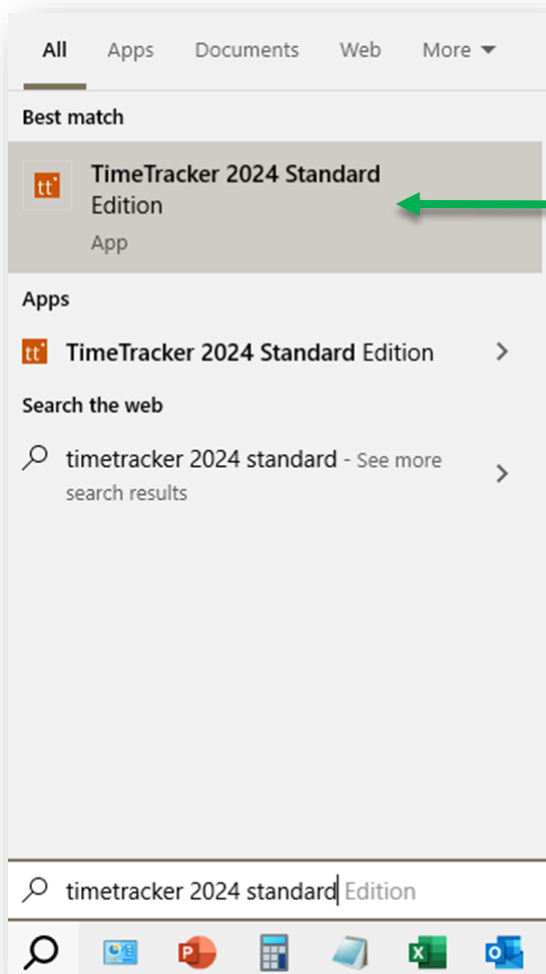 All Apps Documents Web More
Best match
tt
TimeTracker 2024 Standard
Edition
App
Apps
tt TimeTracker 2024 Standard Edition
Search the web
timetracker 2024 standard - See more
search results
timetracker 2024 standard Edition